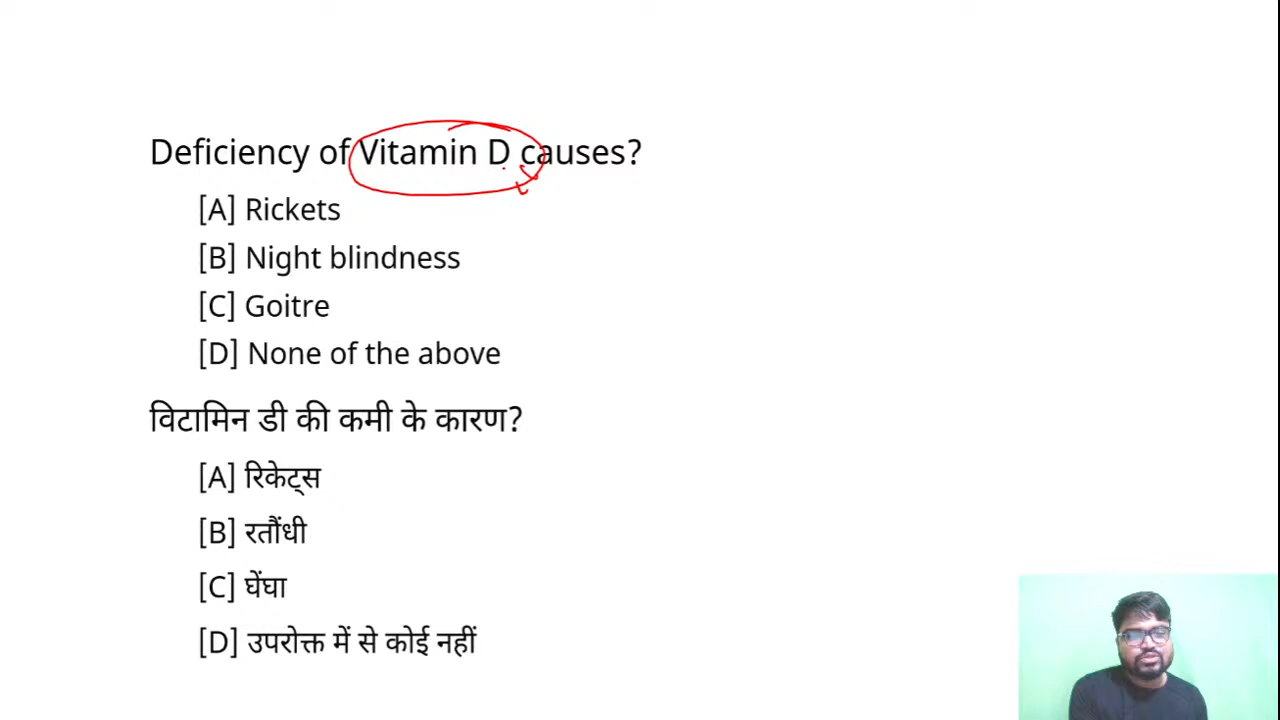 Deficiency of Vitamin D causes?
[A] Rickets
[B] Night blindness
[C] Goitre
[D] None of the above
विटामिन डी की कमी के कारण?
[A] रिकेट्स
[B] रतौंधी
[C] घेंघा
[D] उपरोक्त में से कोई नहीं